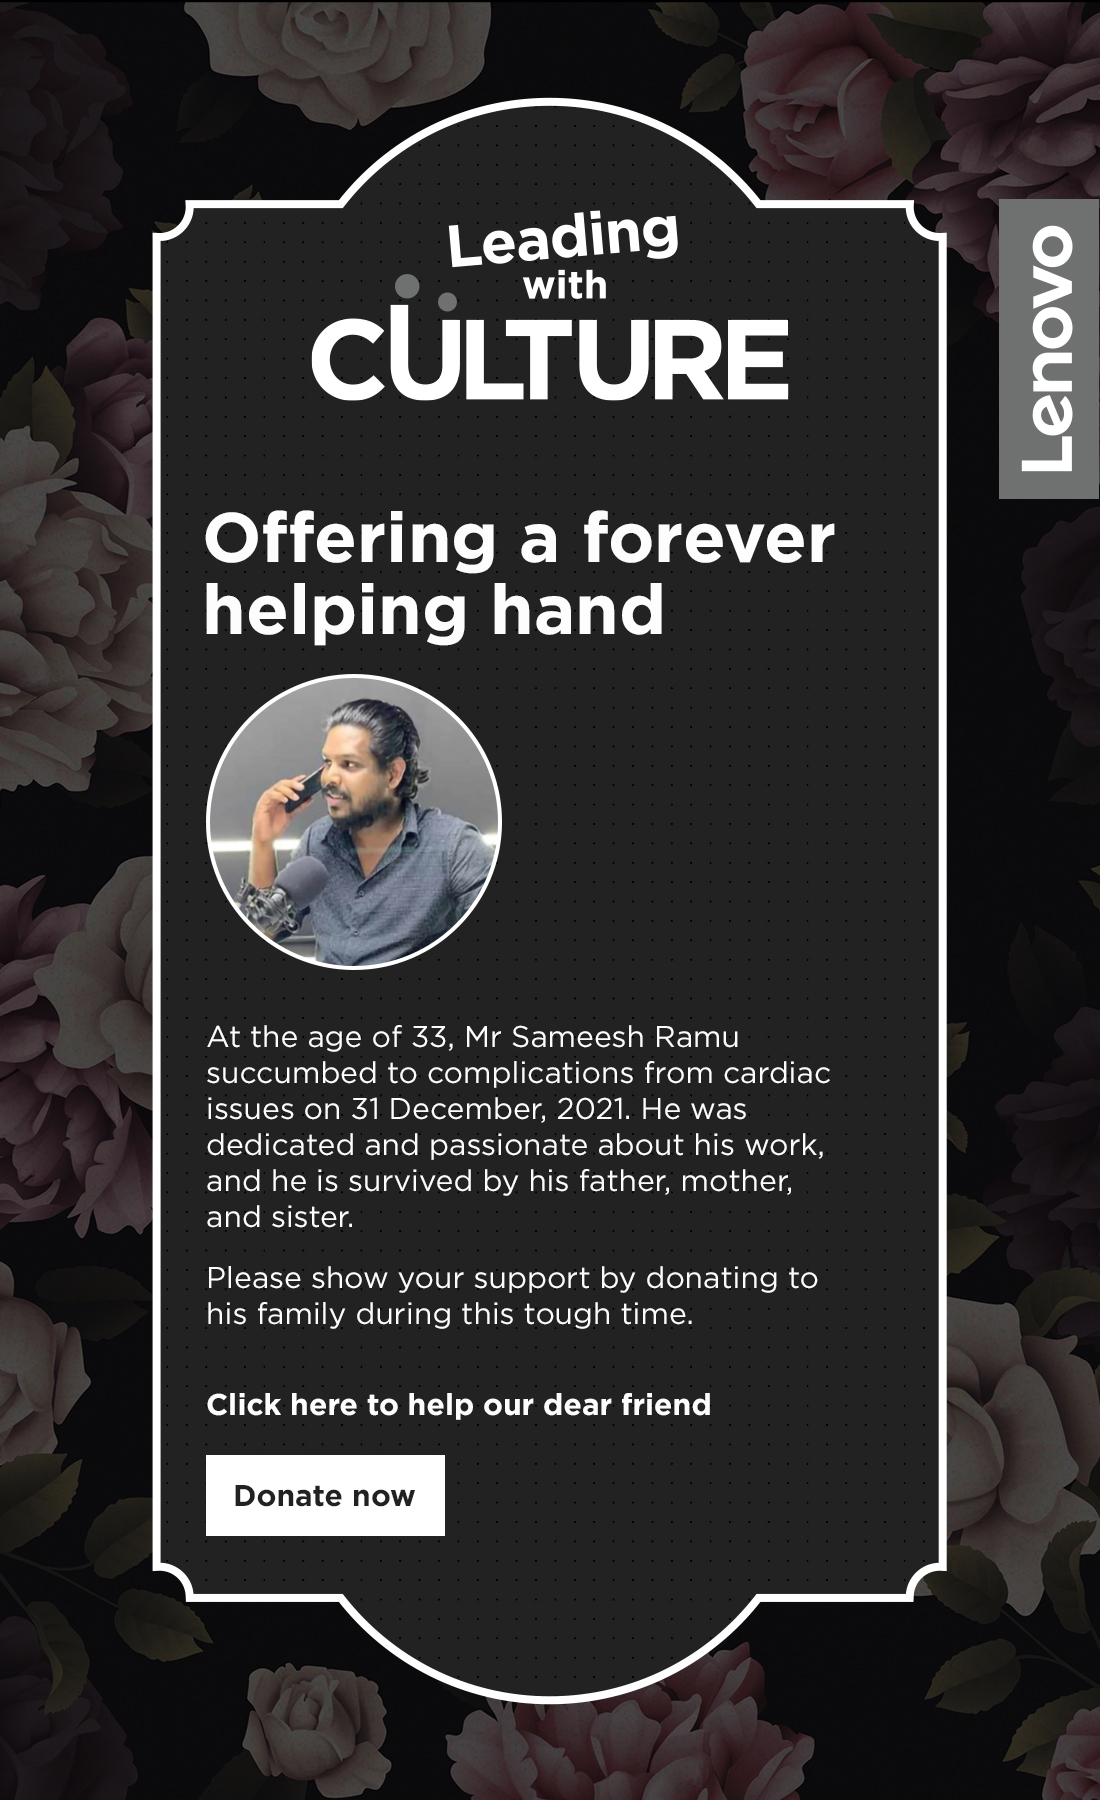 Leading
with
CÜLTURE
Lenovo
Offering a forever
helping hand
At the age of 33, Mr Sameesh Ramu
succumbed to complications from cardiac
issues on 31 December, 2021. He was
dedicated and passionate about his work,
and he is survived by his father, mother,
and sister.
Please show your support by donating to
his family during this tough time.
Click here to help our dear friend
Donate now